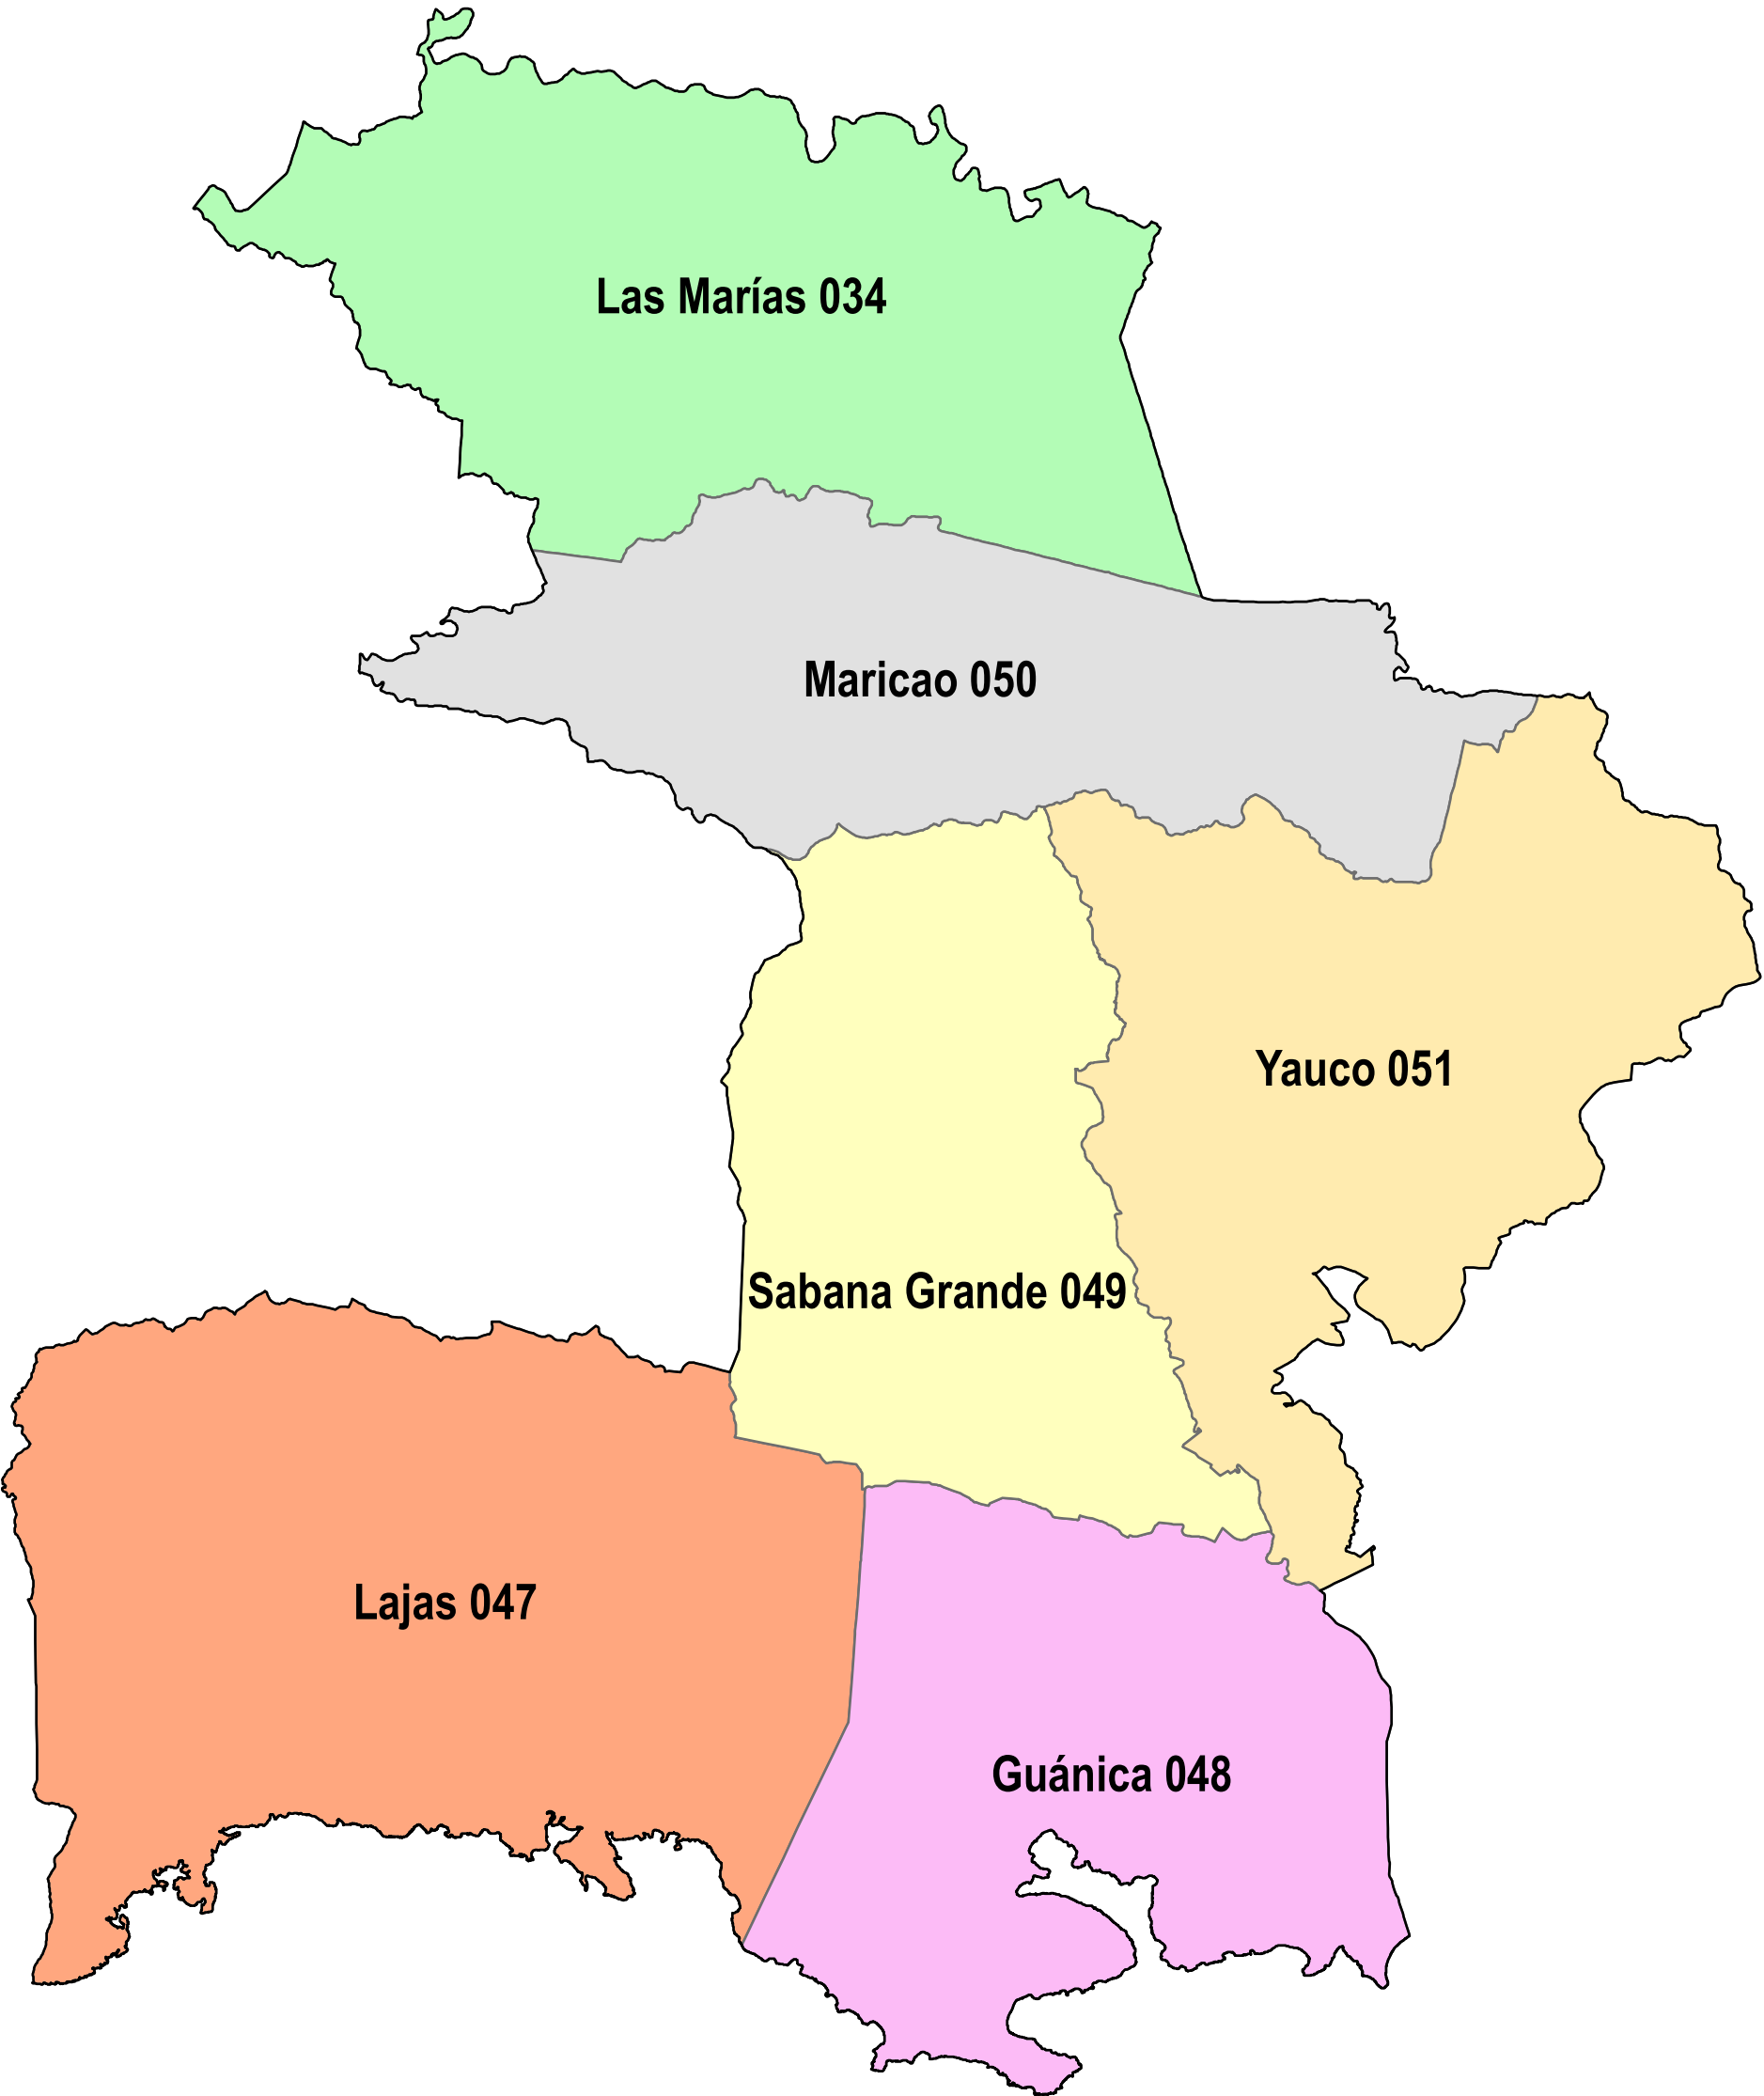 Las Marías 034
Maricao 050
Yauco 051
Sabana Grande 049
Lajas 047
Guánica 048